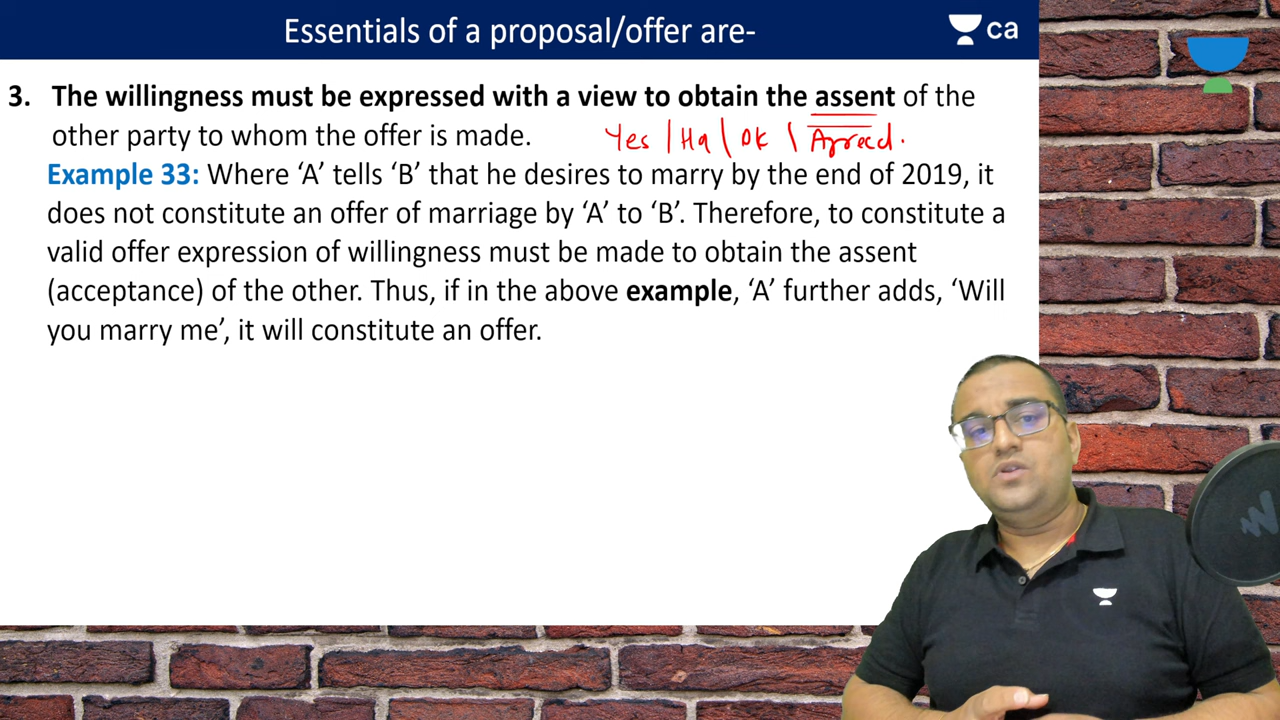 Essentials of a proposal/offer are-
ca
3. The willingness must be expressed with a view to obtain the assent of the
other party to whom the offer is made.
Yes / Ha \ Ok \ Agreed.
Example 33: Where ‘A’ tells ‘B’ that he desires to marry by the end of 2019, it
does not constitute an offer of marriage by ‘A’ to ‘B’. Therefore, to constitute a
valid offer expression of willingness must be made to obtain the assent
(acceptance) of the other. Thus, if in the above example, ‘A’ further adds, ‘Will
you marry me’, it will constitute an offer.